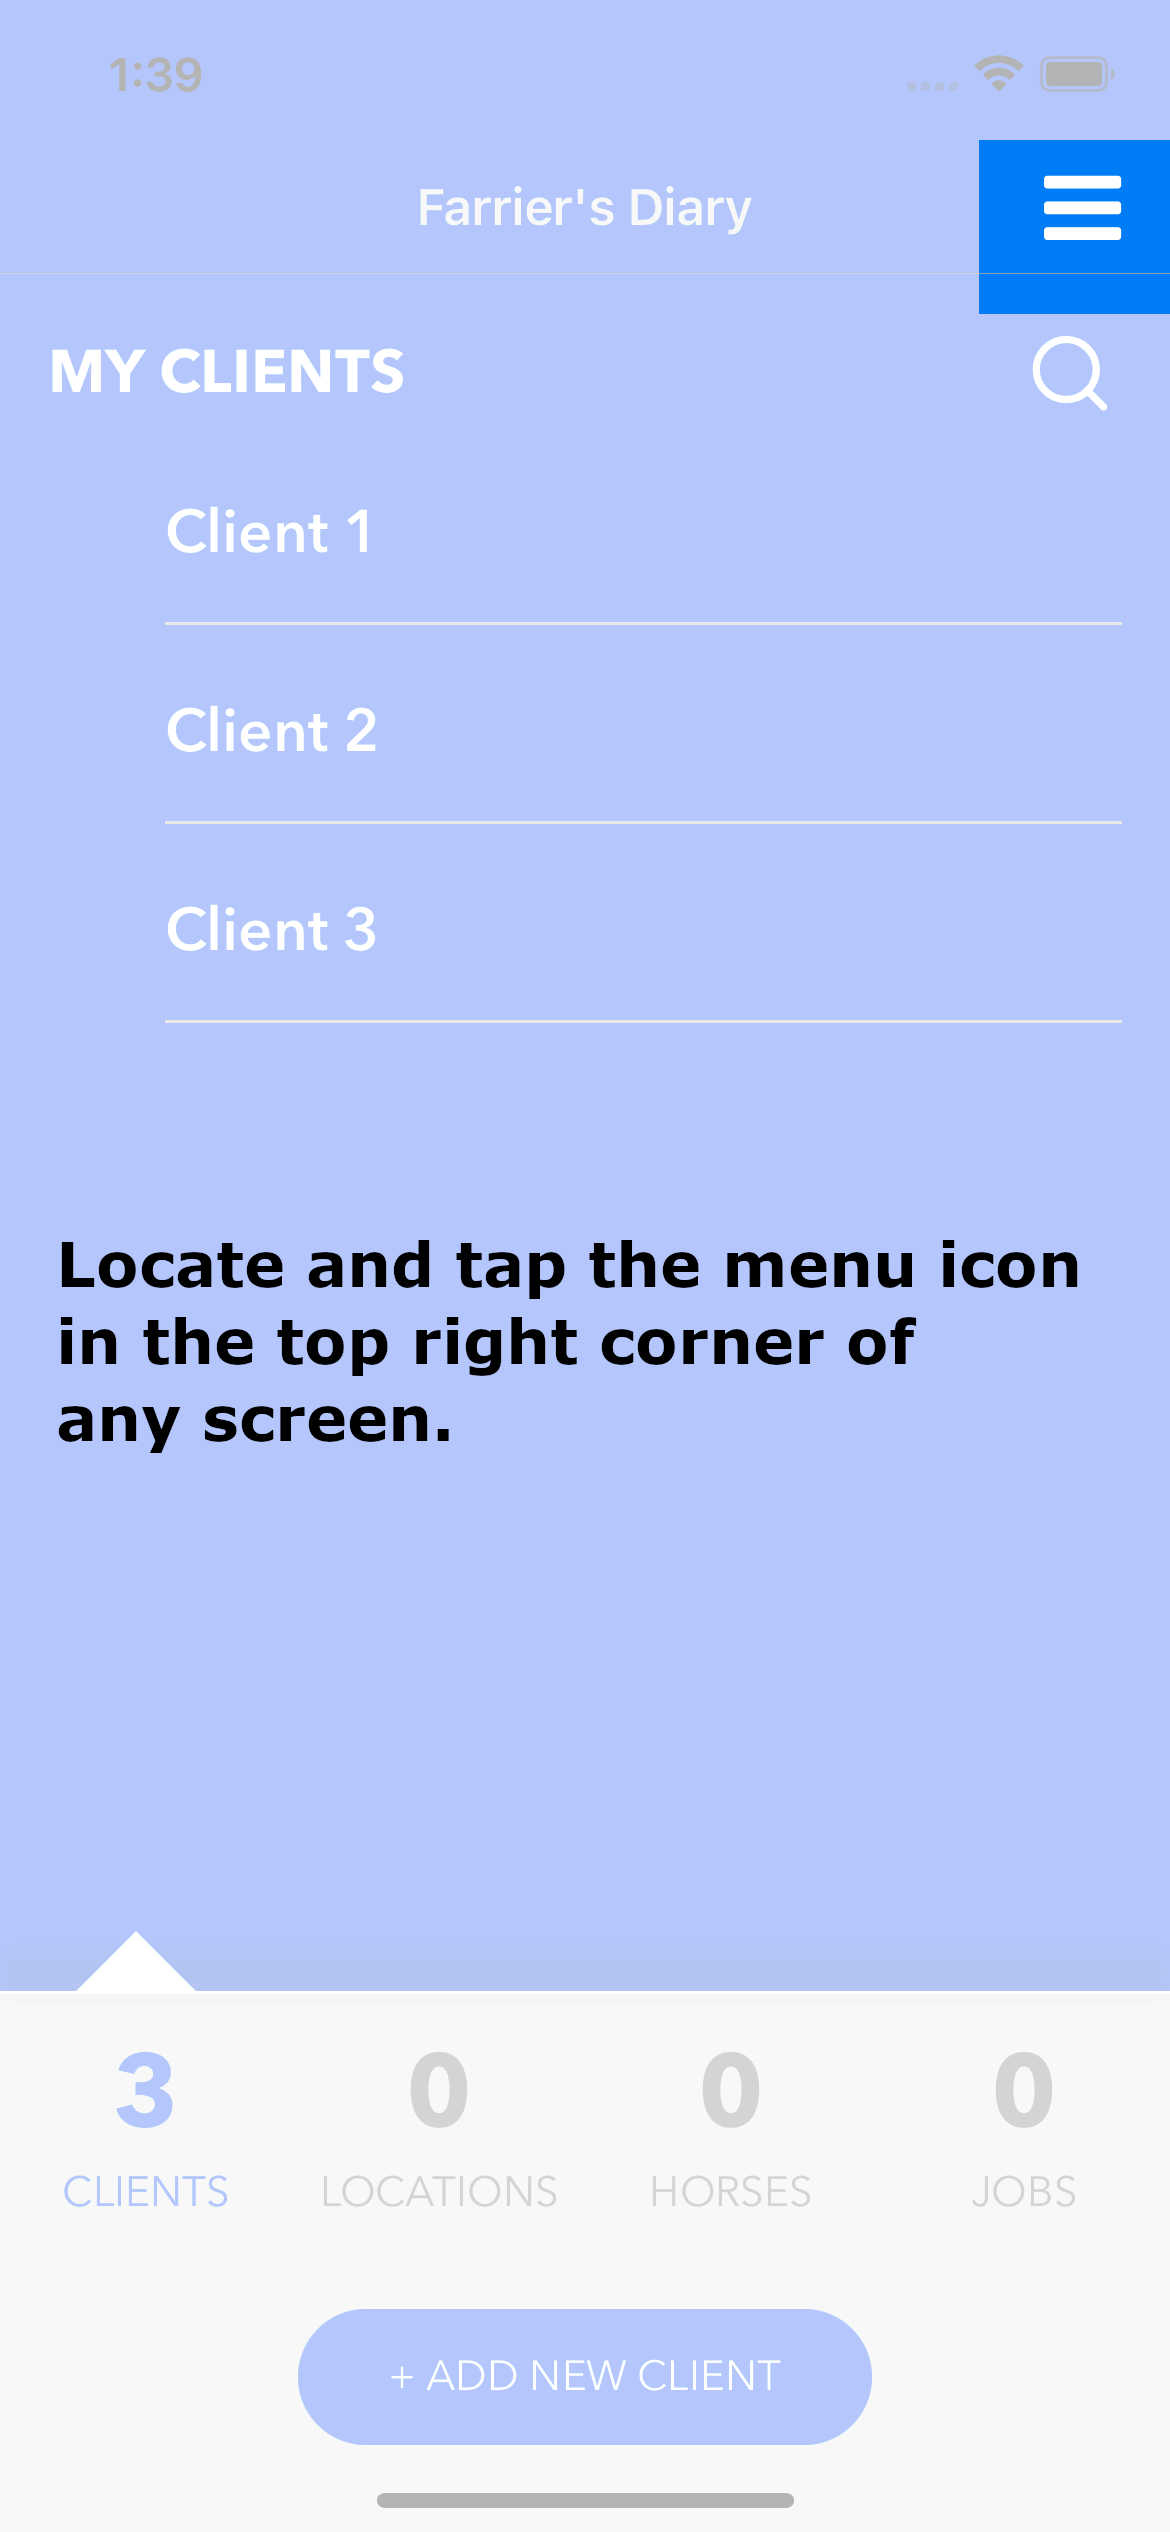 1:39
Farrier's Diary
MY CLIENTS
Client 1
Client 2
Client 3
Locate and tap the menu icon
in the top right corner of
any screen.
3 0 0 0
CLIENTS LOCATIONS HORSES JOBS
+ ADD NEW CLIENT